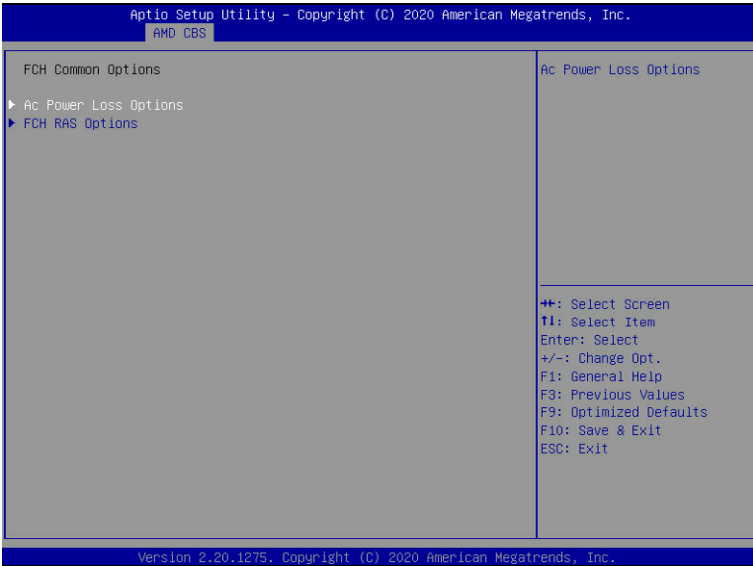 Aptio Setup Utility – Copyright (C) 2020 American Megatrends, Inc.
AMD CBS
FCH Common Options
Ac Power Loss Options
FCH RAS Options
Ac Power Loss Options
→←: Select Screen
↑↓: Select Item
Enter: Select
+/-: Change Opt.
F1: General Help
F3: Previous Values
F9: Optimized Defaults
F10: Save & Exit
ESC: Exit
Version 2.20.1275. Copyright (C) 2020 American Megatrends, Inc.